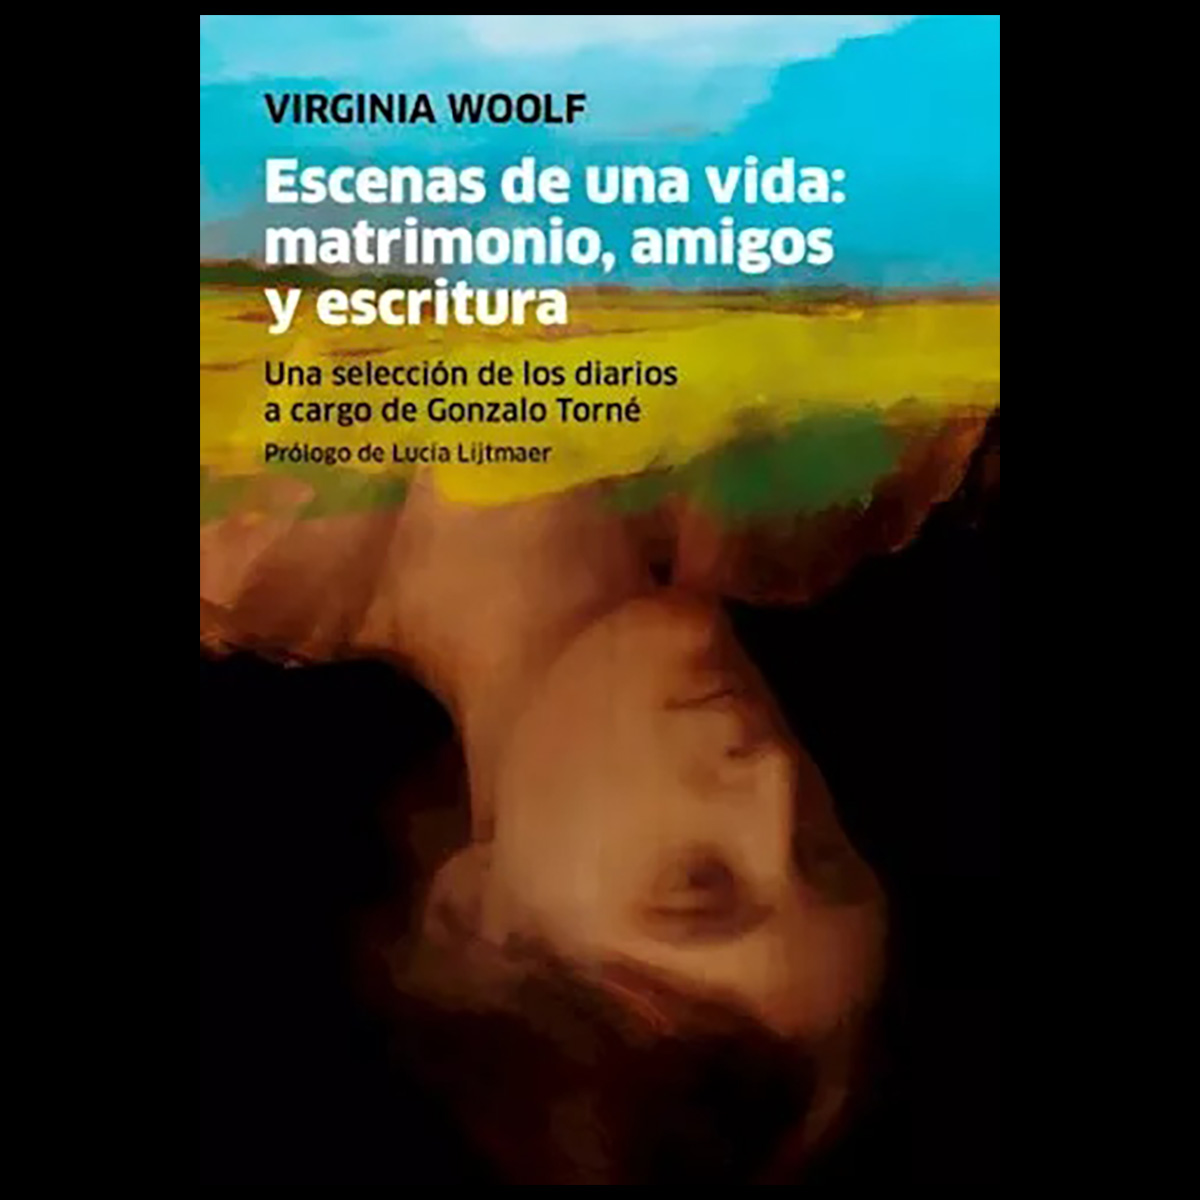 VIRGINIA WOOLF
Escenas de una vida:
matrimonio, amigos
y escritura
Una selección de los diarios
a cargo de Gonzalo Torné
Prólogo de Lucía Lijtmaer